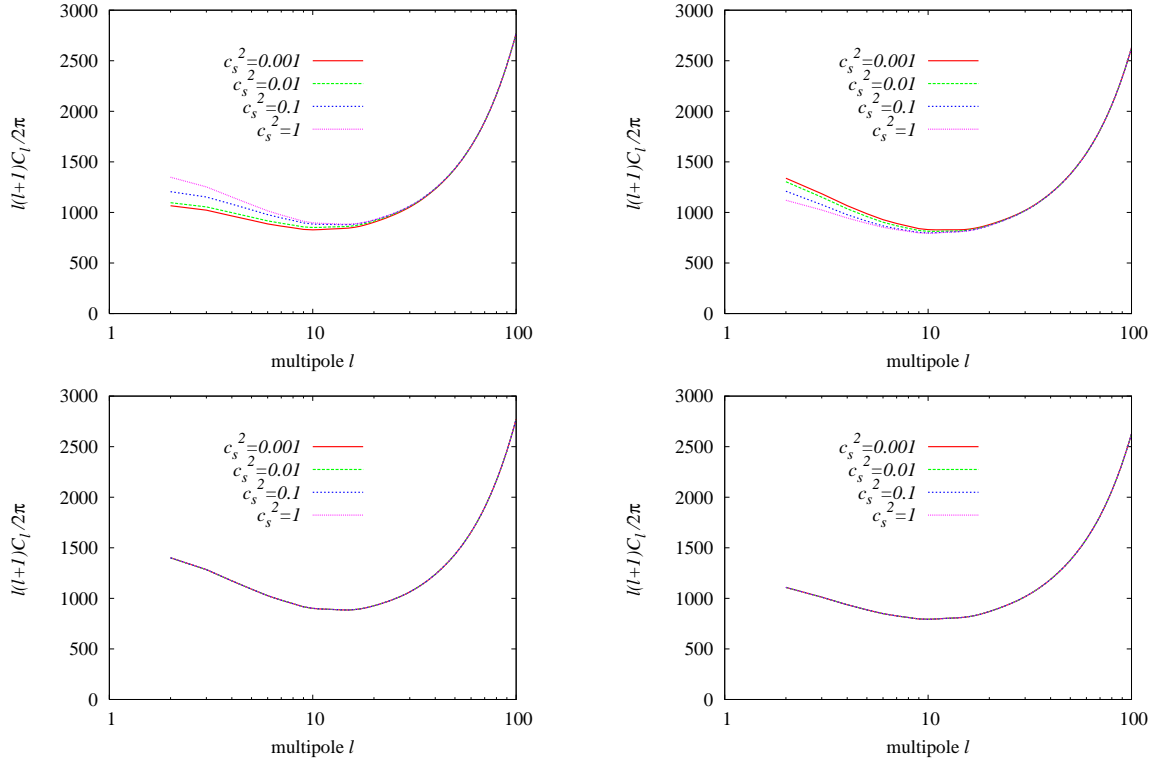 3000
2500
2000
1500
1000
500
0
1
10
100
l(l+1)C_l/2π
multipole l
c_s^2=0.001
c_s^2=0.01
c_s^2=0.1
c_s^2=1
3000
2500
2000
1500
1000
500
0
1
10
100
l(l+1)C_l/2π
multipole l
c_s^2=0.001
c_s^2=0.01
c_s^2=0.1
c_s^2=1
3000
2500
2000
1500
1000
500
0
1
10
100
l(l+1)C_l/2π
multipole l
c_s^2=0.001
c_s^2=0.01
c_s^2=0.1
c_s^2=1
3000
2500
2000
1500
1000
500
0
1
10
100
l(l+1)C_l/2π
multipole l
c_s^2=0.001
c_s^2=0.01
c_s^2=0.1
c_s^2=1